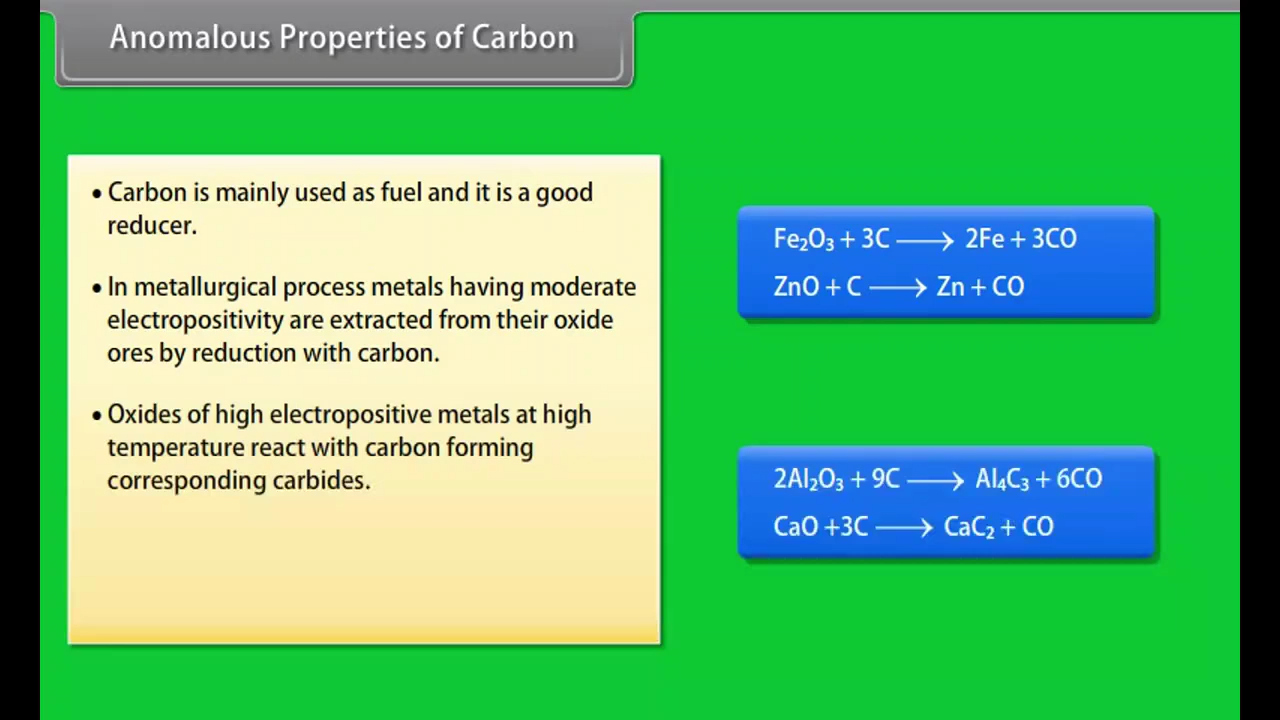 Anomalous Properties of Carbon
• Carbon is mainly used as fuel and it is a good
reducer.
• In metallurgical process metals having moderate
electropositivity are extracted from their oxide
ores by reduction with carbon.
• Oxides of high electropositive metals at high
temperature react with carbon forming
corresponding carbides.
Fe₂O₃ + 3C ⟶ 2Fe + 3CO
ZnO + C ⟶ Zn + CO
2Al₂O₃ + 9C ⟶ Al₄C₃ + 6CO
CaO +3C ⟶ CaC₂ + CO